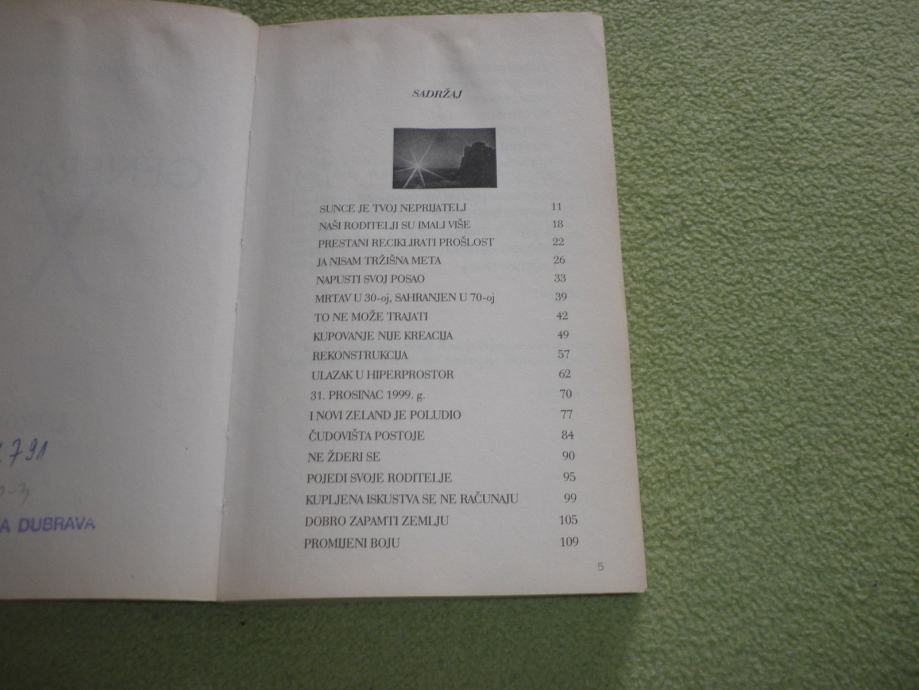 GENERA
X
791
A DUBRAVA
SADRŽAJ
SUNCE JE TVOJ NEPRIJATELJ 11
NAŠI RODITELJI SU IMALI VIŠE 18
PRESTANI RECIKLIRATI PROŠLOST 22
JA NISAM TRŽIŠNA META 26
NAPUSTI SVOJ POSAO 33
MRTAV U 30-oj, SAHRANJEN U 70-oj 39
TO NE MOŽE TRAJATI 42
KUPOVANJE NIJE KREACIJA 49
REKONSTRUKCIJA 57
ULAZAK U HIPERPROSTOR 62
31. PROSINAC 1999. g. 70
I NOVI ZELAND JE POLUDIO 77
ČUDOVIŠTA POSTOJE 84
NE ŽDERI SE 90
POJEDI SVOJE RODITELJE 95
KUPLJENA ISKUSTVA SE NE RAČUNAJU 99
DOBRO ZAPAMTI ZEMLJU 105
PROMIJENI BOJU 109
5